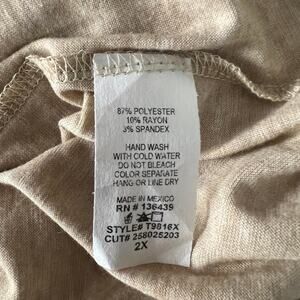 87% POLYESTER
10% RAYON
3% SPANDEX
HAND WASH
WITH COLD WATER
DO NOT BLEACH
COLOR SEPARATE
HANG OR LINE DRY
MADE IN MEXICO
RN # 136439
STYLE# T9816X
CUT# 258025203
2X